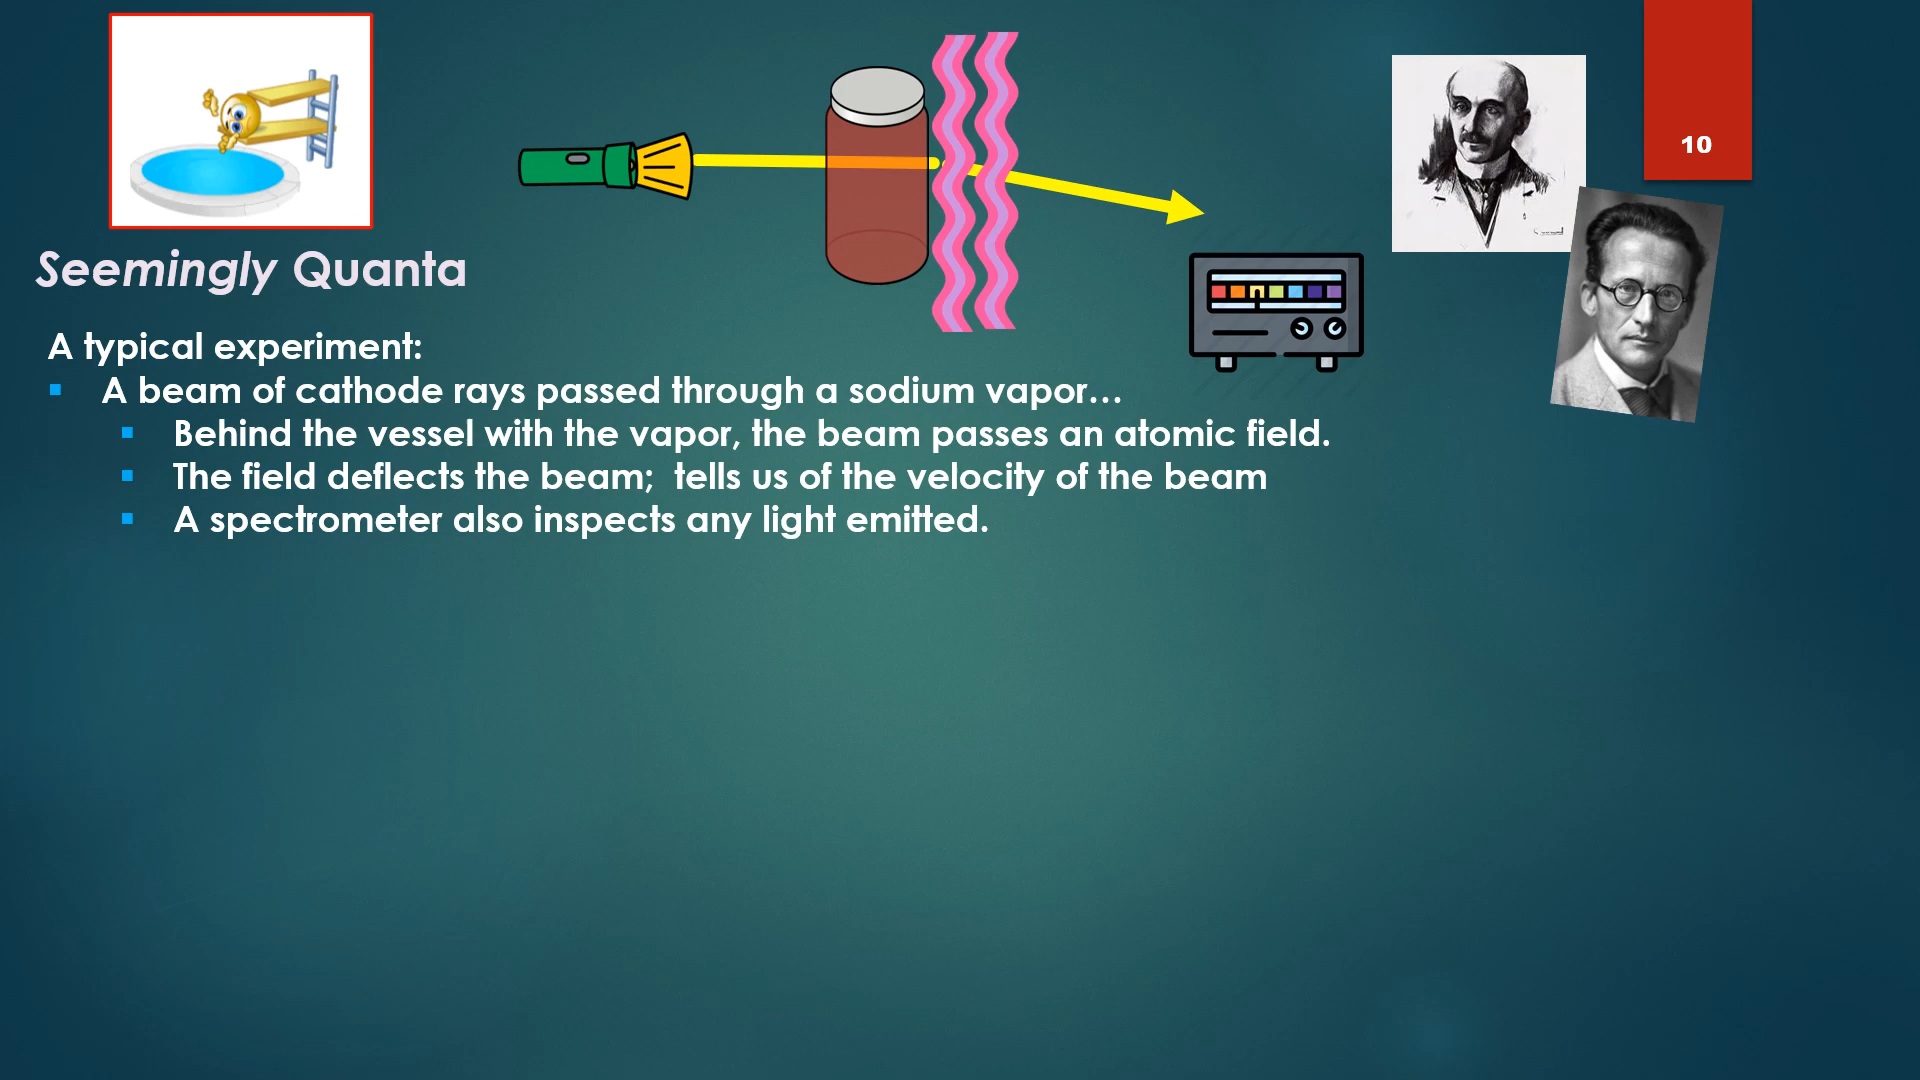 10
Seemingly Quanta
A typical experiment:
A beam of cathode rays passed through a sodium vapor…
Behind the vessel with the vapor, the beam passes an atomic field.
The field deflects the beam;  tells us of the velocity of the beam
A spectrometer also inspects any light emitted.